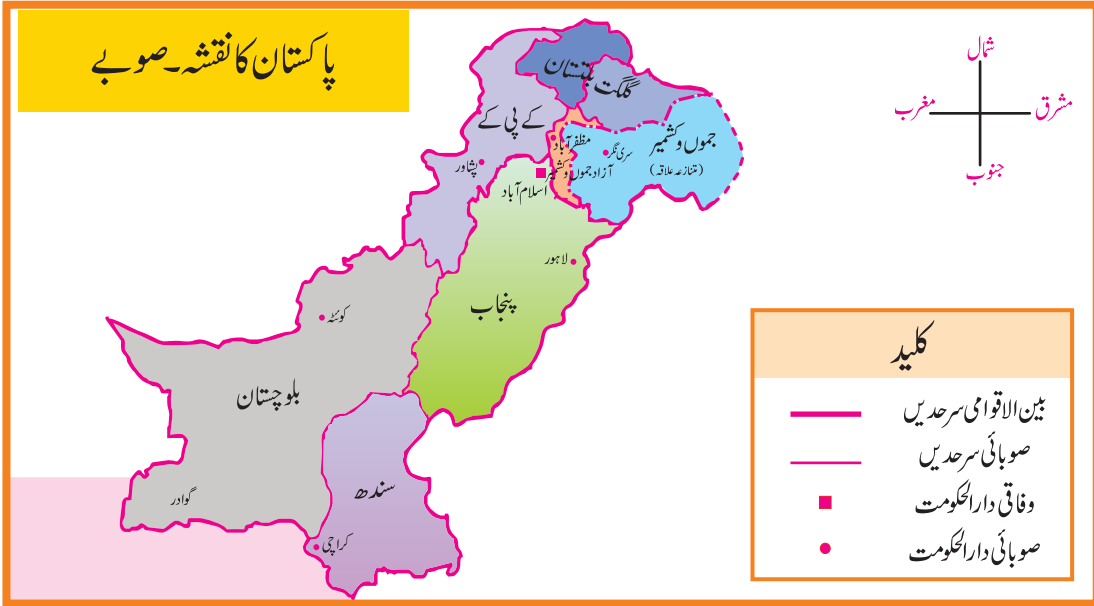 پاکستان کا نقشہ۔ صوبے
شمال
مغرب
مشرق
جنوب
گلگت بلتستان
کے پی کے
مظفرآباد
سری نگر
جموں و کشمیر
(متنازعہ علاقہ)
آزاد جموں و کشمیر
پشاور
اسلام آباد
لاہور
پنجاب
کوئٹہ
بلوچستان
سندھ
گوادر
کراچی
کلید
بین الاقوامی سرحدیں
صوبائی سرحدیں
وفاقی دارالحکومت
صوبائی دارالحکومت